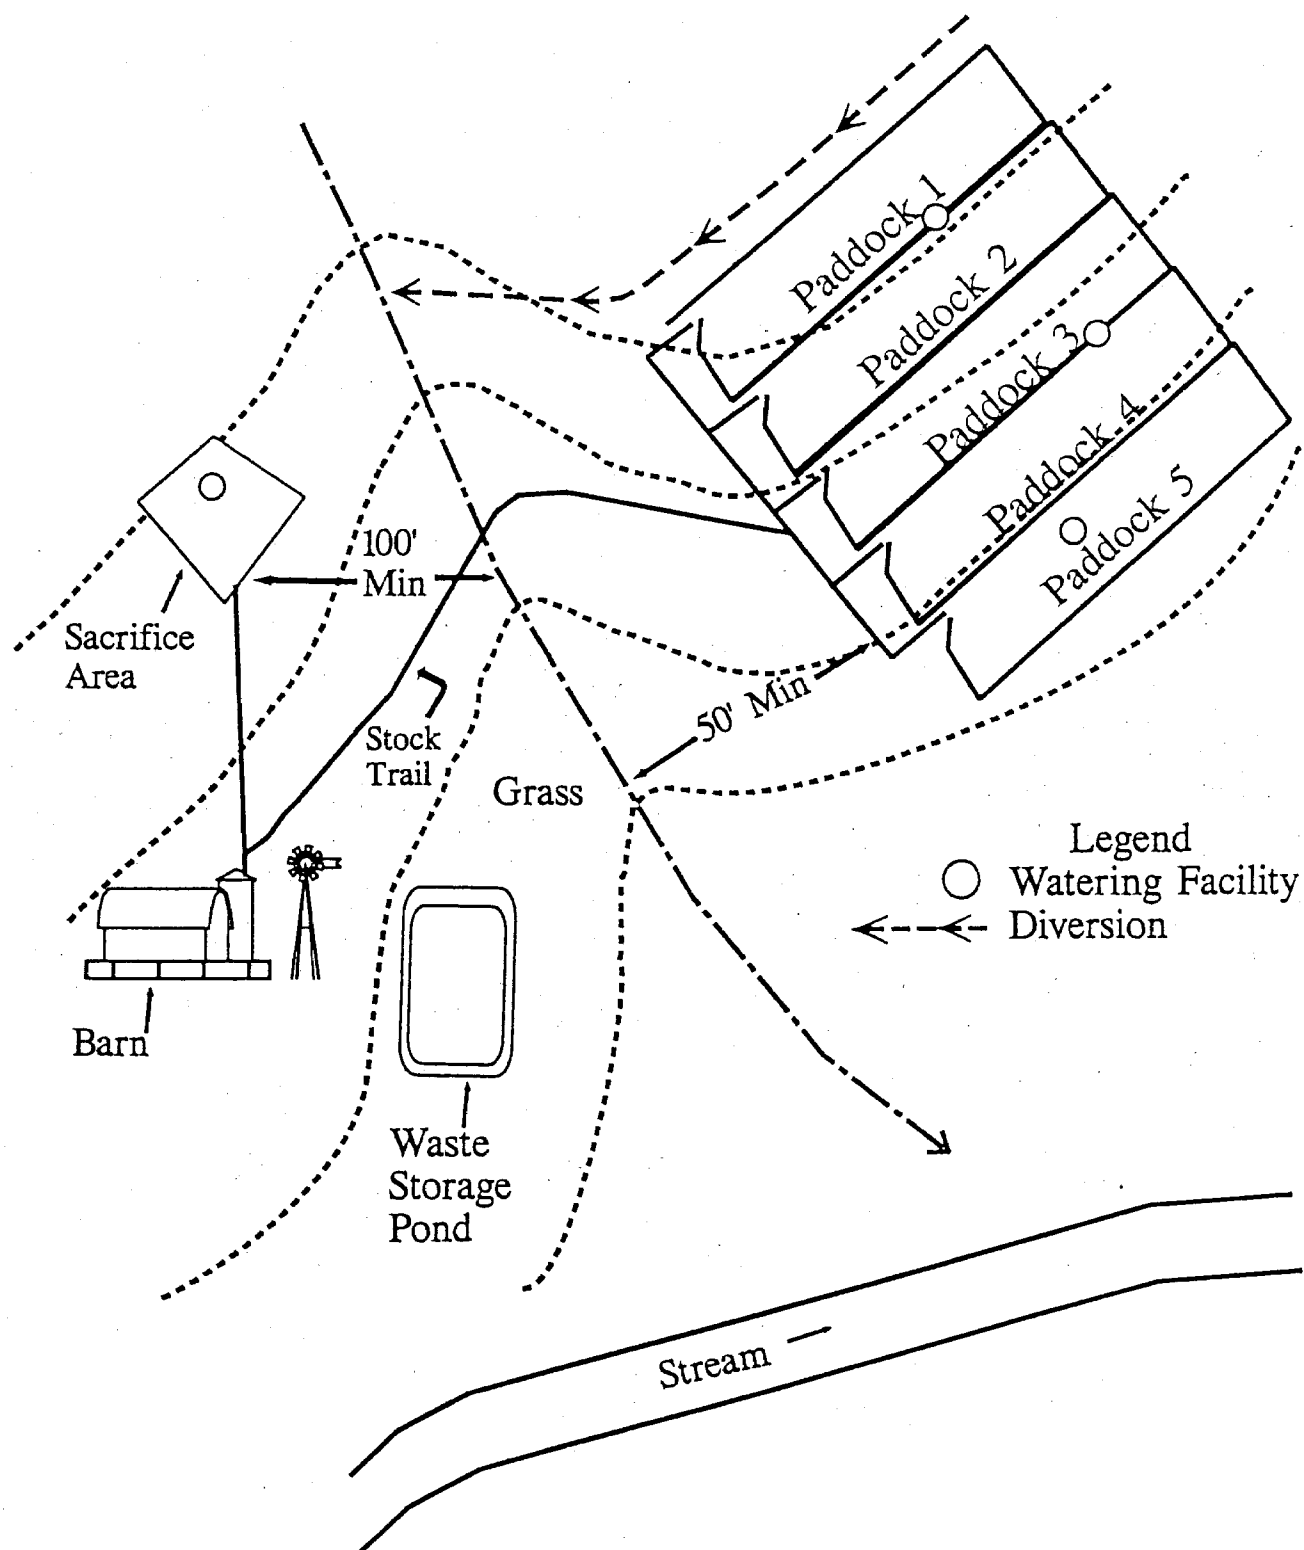 Paddock 1
Paddock 2
Paddock 3
Paddock 4
Paddock 5
100'
Min
Sacrifice
Area
50' Min
Stock
Trail
Grass
Legend
Watering Facility
Diversion
Barn
Waste
Storage
Pond
Stream